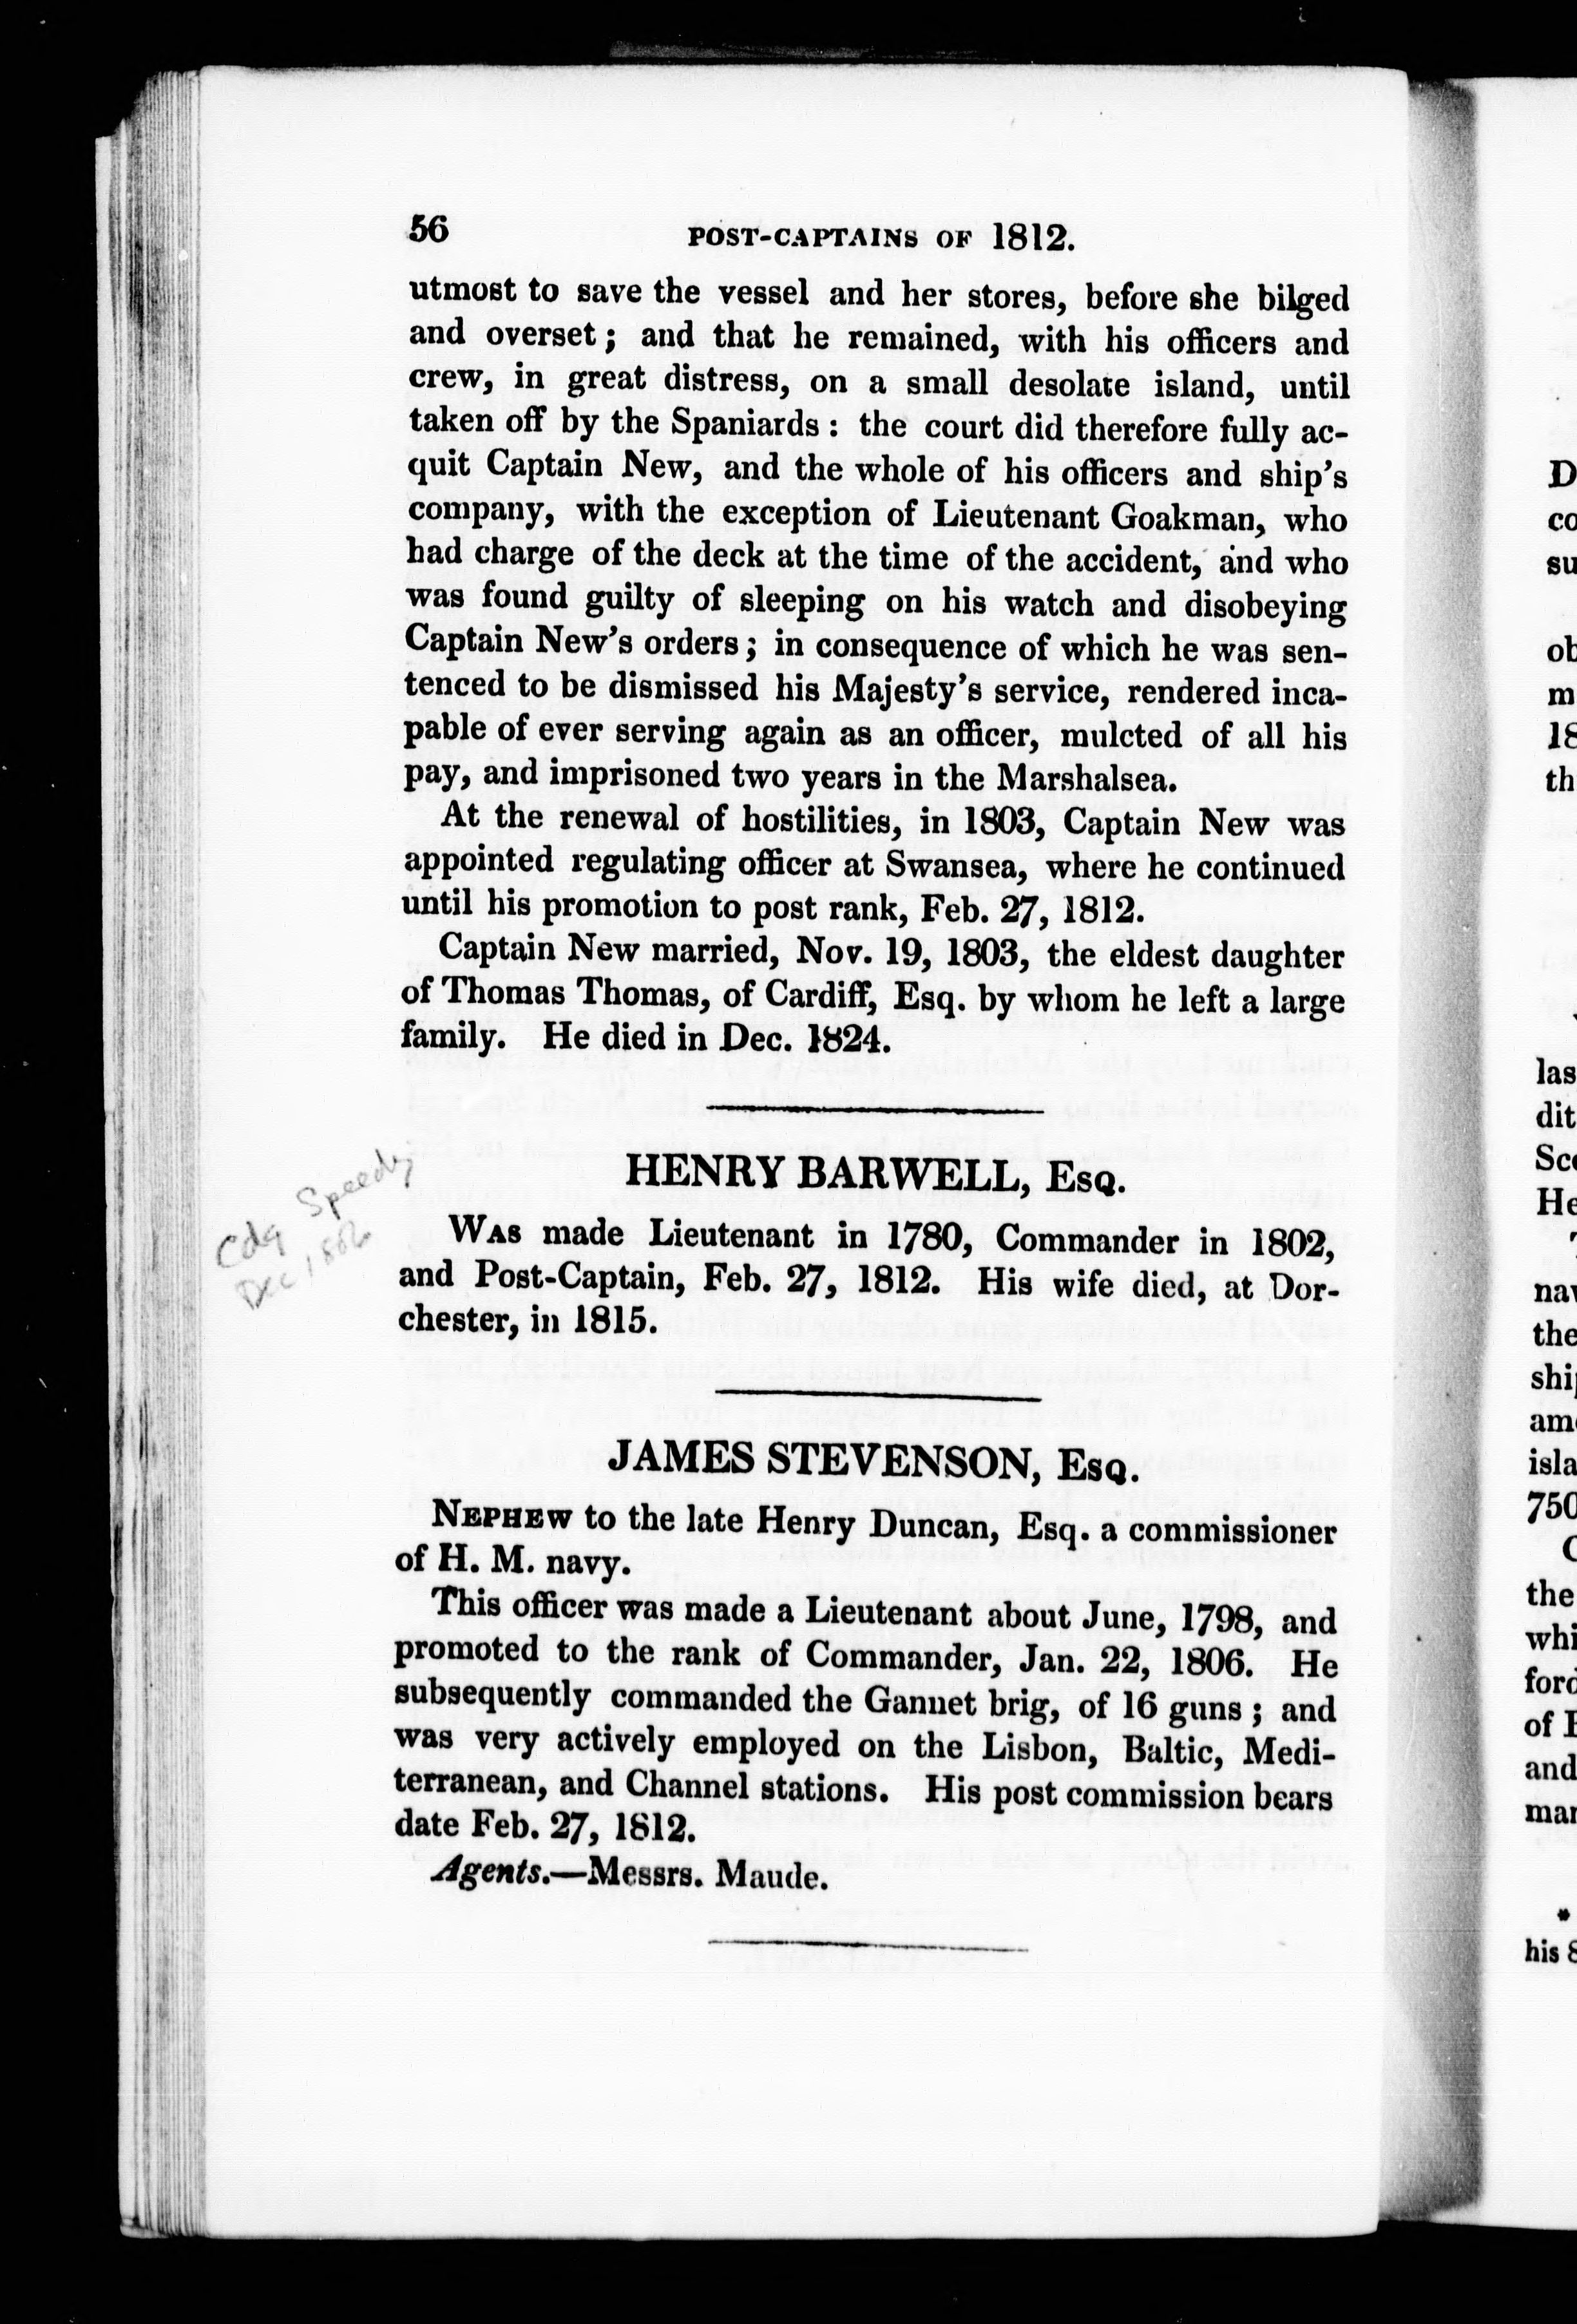 56
POST-CAPTAINS OF 1812.
utmost to save the vessel and her stores, before she bilged
and overset; and that he remained, with his officers and
crew, in great distress, on a small desolate island, until
taken off by the Spaniards: the court did therefore fully ac-
quit Captain New, and the whole of his officers and ship's
company, with the exception of Lieutenant Goakman, who
had charge of the deck at the time of the accident, and who
was found guilty of sleeping on his watch and disobeying
Captain New's orders; in consequence of which he was sen-
tenced to be dismissed his Majesty's service, rendered inca-
pable of ever serving again as an officer, mulcted of all his
pay, and imprisoned two years in the Marshalsea.
At the renewal of hostilities, in 1803, Captain New was
appointed regulating officer at Swansea, where he continued
until his promotion to post rank, Feb. 27, 1812.
Captain New married, Nov. 19, 1803, the eldest daughter
of Thomas Thomas, of Cardiff, Esq. by whom he left a large
family. He died in Dec. 1824.
HENRY BARWELL, Esq.
Cdg Speedy
Dec
Was made Lieutenant in 1780, Commander in 1802,
and Post-Captain, Feb. 27, 1812. His wife died, at Dor-
chester, in 1815.
JAMES STEVENSON, Esq.
Nephew to the late Henry Duncan, Esq. a commissioner
of H. M. navy.
This officer was made a Lieutenant about June, 1798, and
promoted to the rank of Commander, Jan. 22, 1806. He
subsequently commanded the Gannet brig, of 16 guns; and
was very actively employed on the Lisbon, Baltic, Medi-
terranean, and Channel stations. His post commission bears
date Feb. 27, 1812.
Agents.—Messrs. Maude.